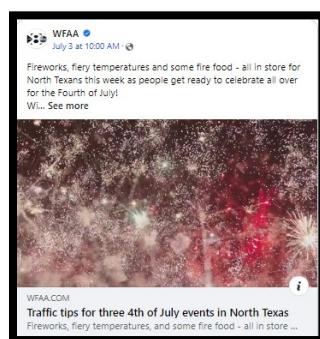 WFAA
July 3 at 10:00 AM ·
Fireworks, fiery temperatures and some fire food - all in store for
North Texans this week as people get ready to celebrate all over
for the Fourth of July!
Wi... See more
i
WFAA.COM
Traffic tips for three 4th of July events in North Texas
Fireworks, fiery temperatures, and some fire food - all in store ...